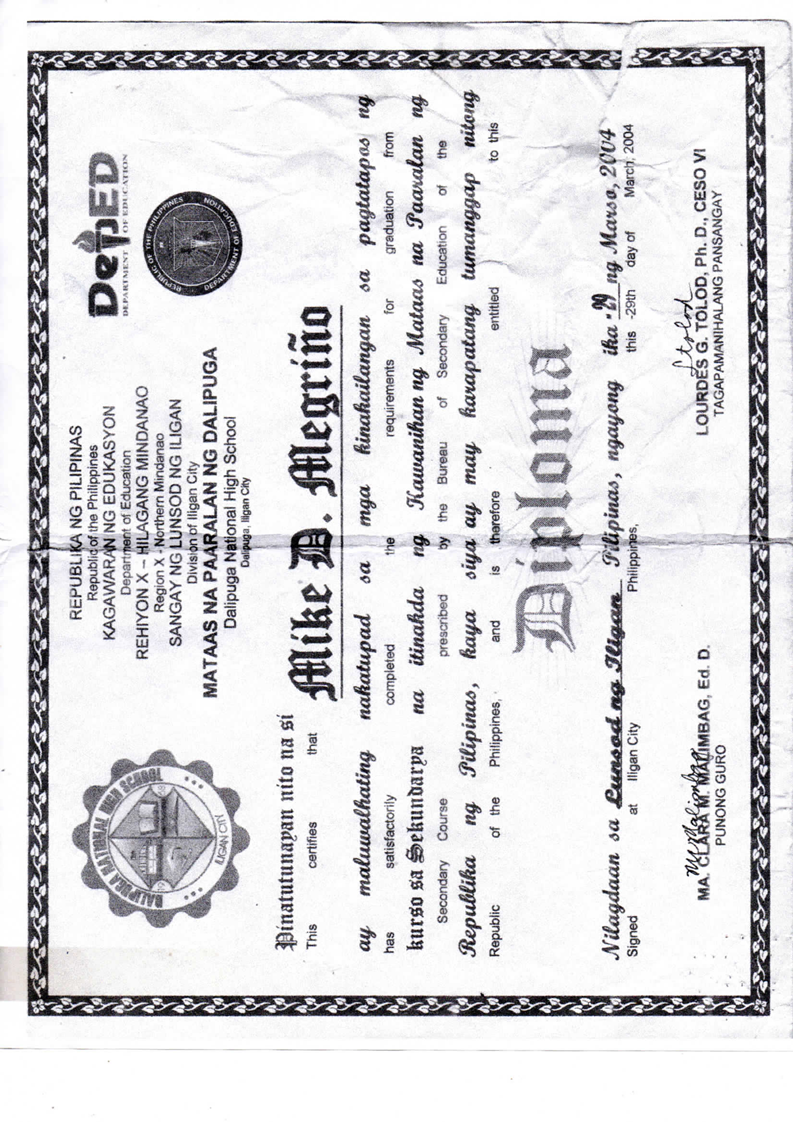 REPUBLIKA NG PILIPINAS
Republic of the Philippines
KAGAWARAN NG EDUKASYON
Department of Education
REHIYON X – HILAGANG MINDANAO
Region X - Northern Mindanao
SANGAY NG LUNSOD NG ILIGAN
Division of Iligan City
MATAAS NA PAARALAN NG DALIPUGA
Dalipuga National High School
Dalipuga, Iligan City
DALIPUGA NATIONAL HIGH SCHOOL
ILIGAN CITY
DepED
DEPARTMENT OF EDUCATION
REPUBLIC OF THE PHILIPPINES
DEPARTMENT OF EDUCATION
Pinatutunayan nito na si Mike D. Megriño
This certifies that
ay maluwalhating nakatupad sa mga kinakailangan sa pagtatapos ng
has satisfactorily completed the requirements for graduation from
kurso sa Sekundarya na itinakda ng Kawanihan ng Mataas na Paaralan ng
Secondary Course prescribed by the Bureau of Secondary Education of the
Republika ng Pilipinas, kaya siya ay may karapatang tumanggap nitong
Republic of the Philippines, and is therefore entitled to this
Diploma
Nilagdaan sa Lunsod ng Iligan Pilipinas, ngayong ika-29 ng Marso, 2004
Signed at Iligan City Philippines, this -29th day of March, 2004
MA. CLARA M. MALIMBAG, Ed. D.
PUNONG GURO
LOURDES G. TOLOD, Ph. D., CESO VI
TAGAPAMANIHALANG PANSANGAY